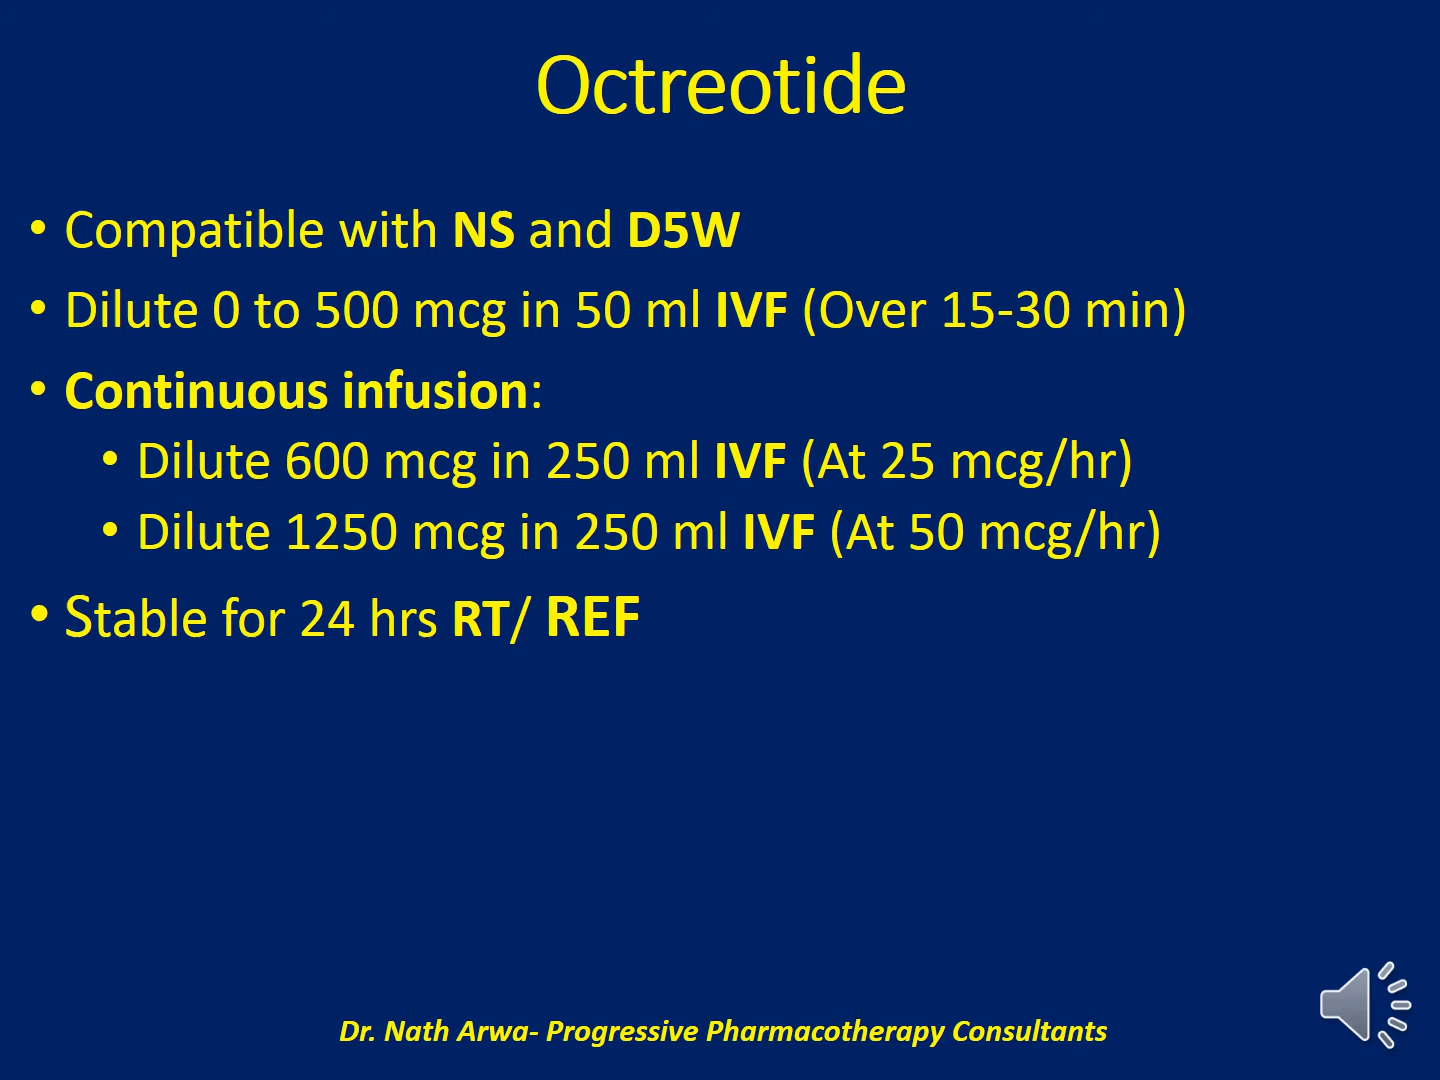 Octreotide
• Compatible with NS and D5W
• Dilute 0 to 500 mcg in 50 ml IVF (Over 15-30 min)
• Continuous infusion:
• Dilute 600 mcg in 250 ml IVF (At 25 mcg/hr)
• Dilute 1250 mcg in 250 ml IVF (At 50 mcg/hr)
• Stable for 24 hrs RT/ REF
Dr. Nath Arwa- Progressive Pharmacotherapy Consultants